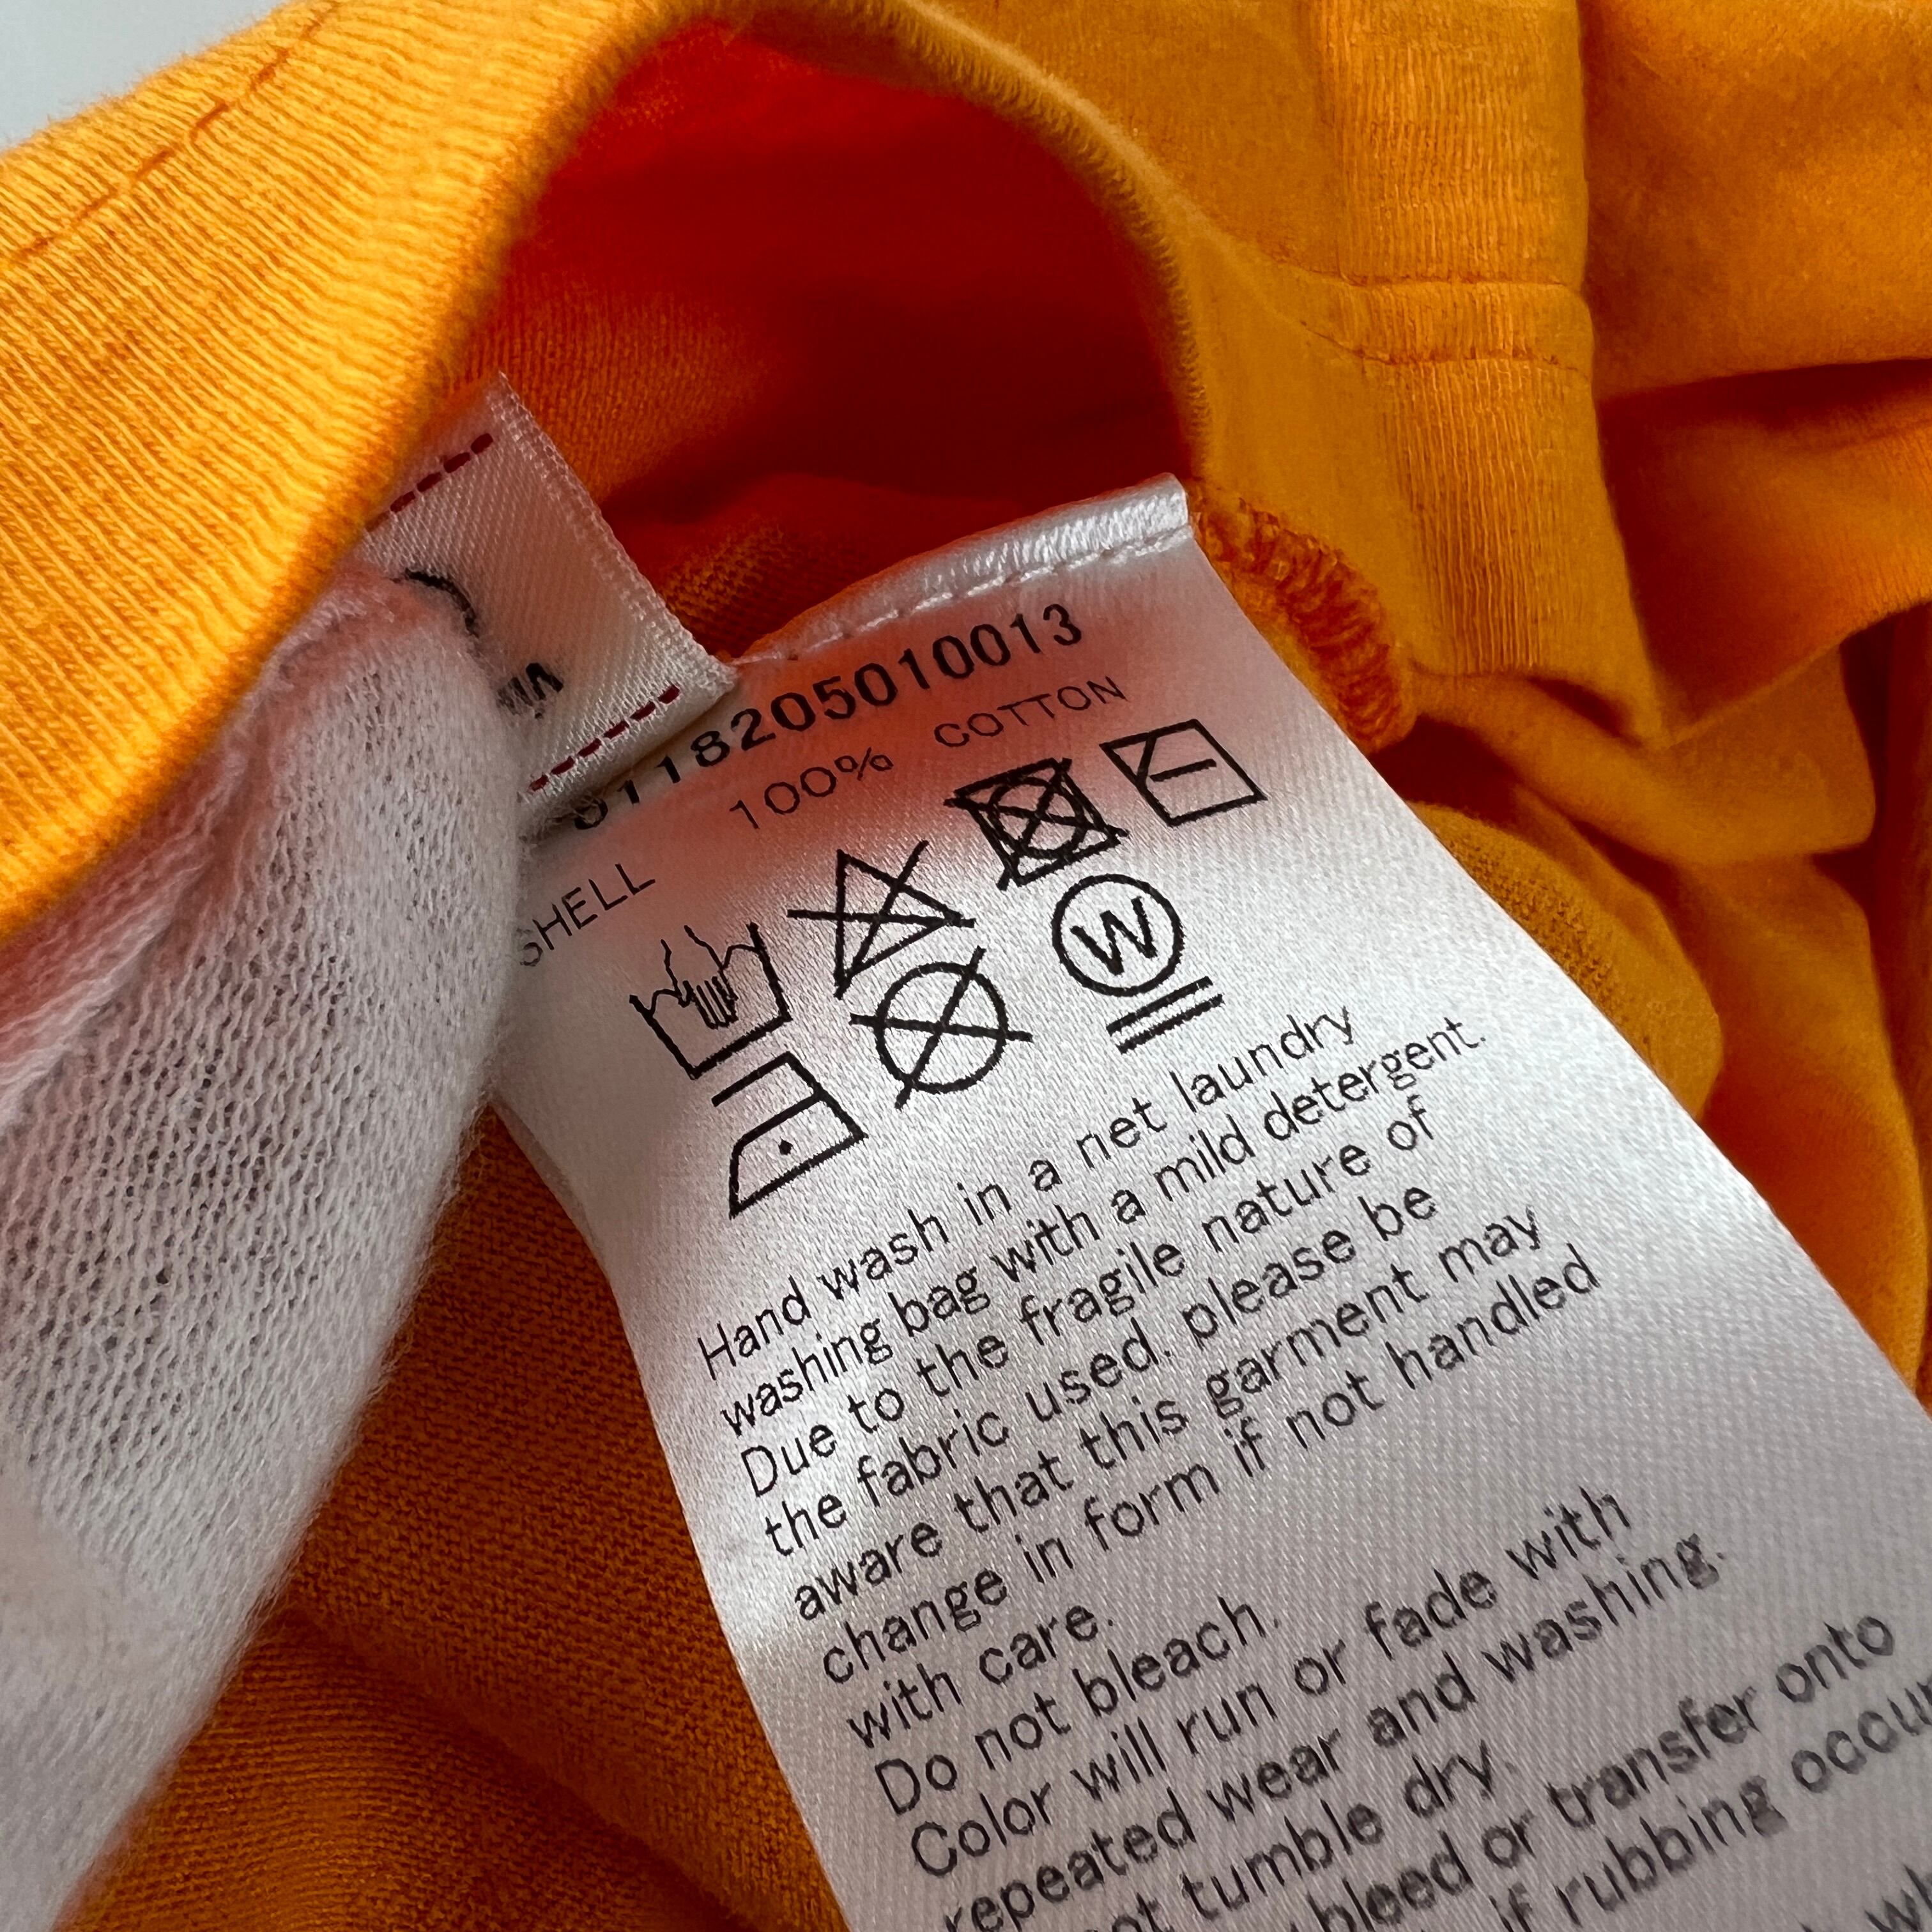 0118205010013
SHELL 100% COTTON
W
Hand wash in a net laundry
washing bag with a mild detergent.
Due to the fragile nature of
the fabric used, please be
aware that this garment may
change in form if not handled
with care.
Do not bleach.
Color will run or fade with
repeated wear and washing.
tumble dry.
bleed or transfer onto
if rubbing